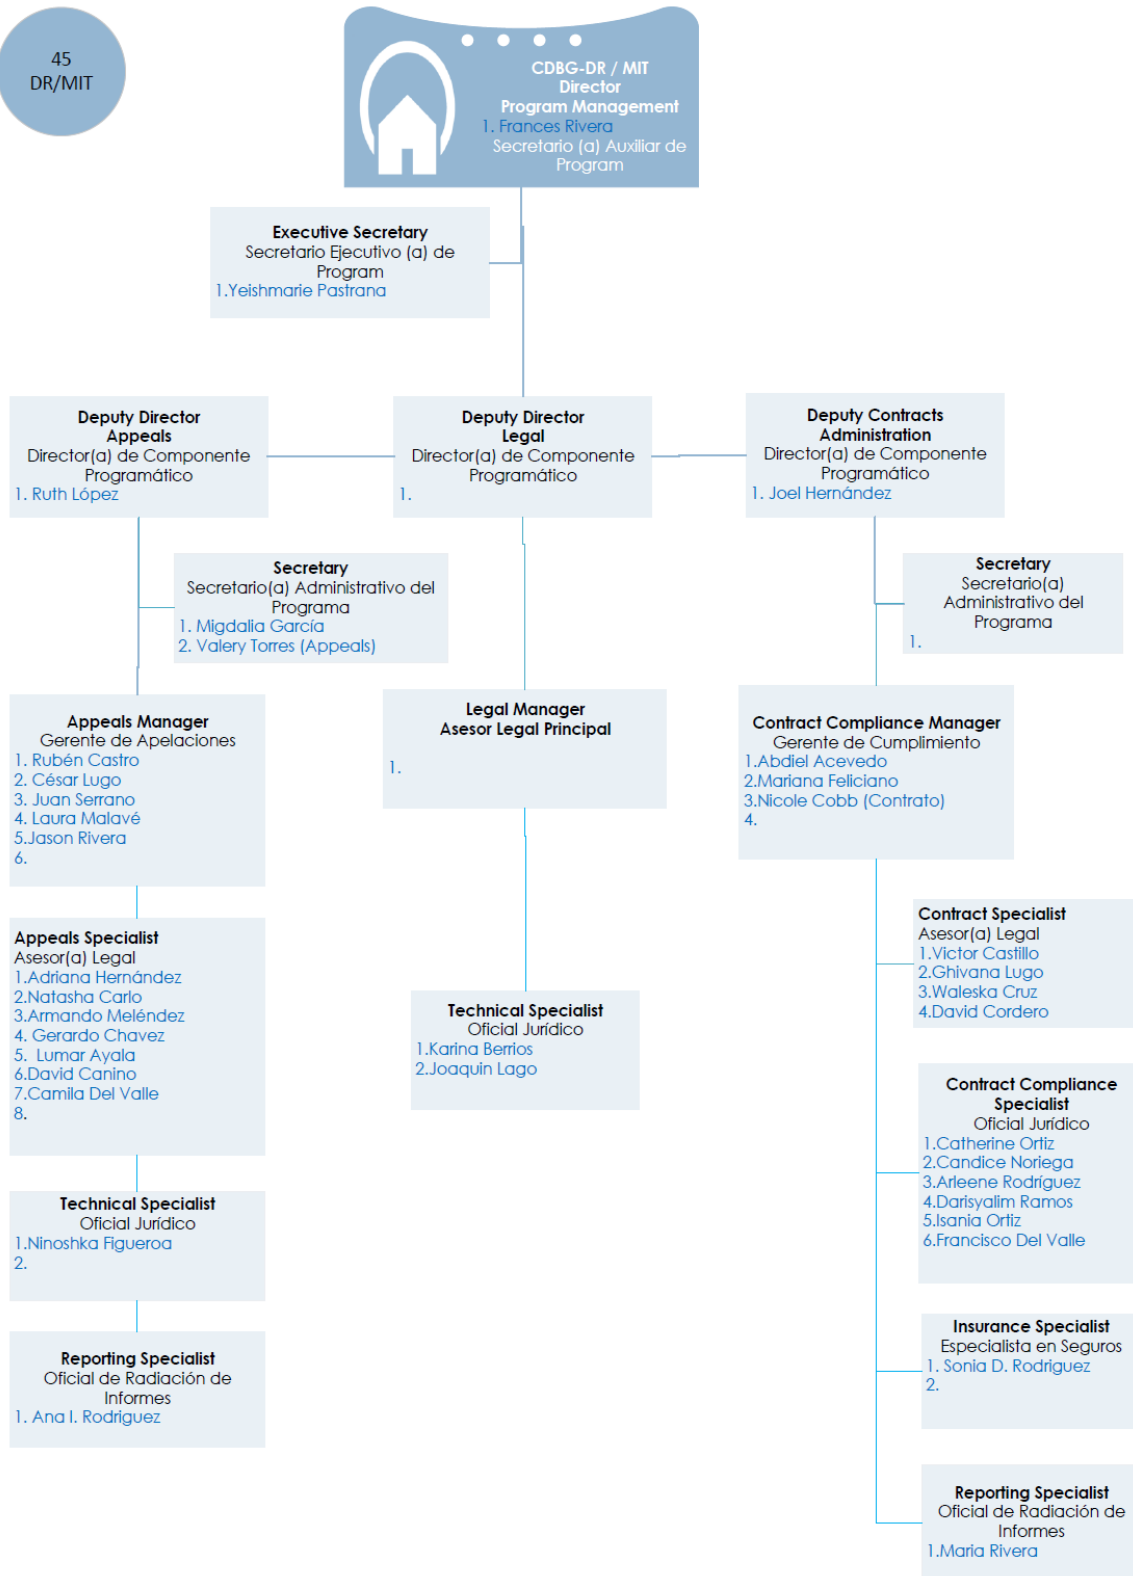 45
DR/MIT
CDBG-DR / MIT
Director
Program Management
1. Frances Rivera
Secretario (a) Auxiliar de
Program
Executive Secretary
Secretario Ejecutivo (a) de
Program
1.Yeishmarie Pastrana
Deputy Director
Appeals
Director(a) de Componente
Programático
1. Ruth López
Deputy Director
Legal
Director(a) de Componente
Programático
1.
Deputy Contracts
Administration
Director(a) de Componente
Programático
1. Joel Hernández
Secretary
Secretario(a) Administrativo del
Programa
1. Migdalia García
2. Valery Torres (Appeals)
Secretary
Secretario(a)
Administrativo del
Programa
1.
Appeals Manager
Gerente de Apelaciones
1. Rubén Castro
2. César Lugo
3. Juan Serrano
4. Laura Malavé
5.Jason Rivera
6.
Legal Manager
Asesor Legal Principal
1.
Contract Compliance Manager
Gerente de Cumplimiento
1.Abdiel Acevedo
2.Mariana Feliciano
3.Nicole Cobb (Contrato)
4.
Appeals Specialist
Asesor(a) Legal
1.Adriana Hernández
2.Natasha Carlo
3.Armando Meléndez
4. Gerardo Chavez
5. Lumar Ayala
6.David Canino
7.Camila Del Valle
8.
Contract Specialist
Asesor(a) Legal
1.Victor Castillo
2.Ghivana Lugo
3.Waleska Cruz
4.David Cordero
Technical Specialist
Oficial Jurídico
1.Karina Berrios
2.Joaquin Lago
Contract Compliance
Specialist
Oficial Jurídico
1.Catherine Ortiz
2.Candice Noriega
3.Arleene Rodríguez
4.Darisyalim Ramos
5.Isania Ortiz
6.Francisco Del Valle
Technical Specialist
Oficial Jurídico
1.Ninoshka Figueroa
2.
Insurance Specialist
Especialista en Seguros
1. Sonia D. Rodriguez
2.
Reporting Specialist
Oficial de Radiación de
Informes
1. Ana I. Rodriguez
Reporting Specialist
Oficial de Radiación de
Informes
1.Maria Rivera